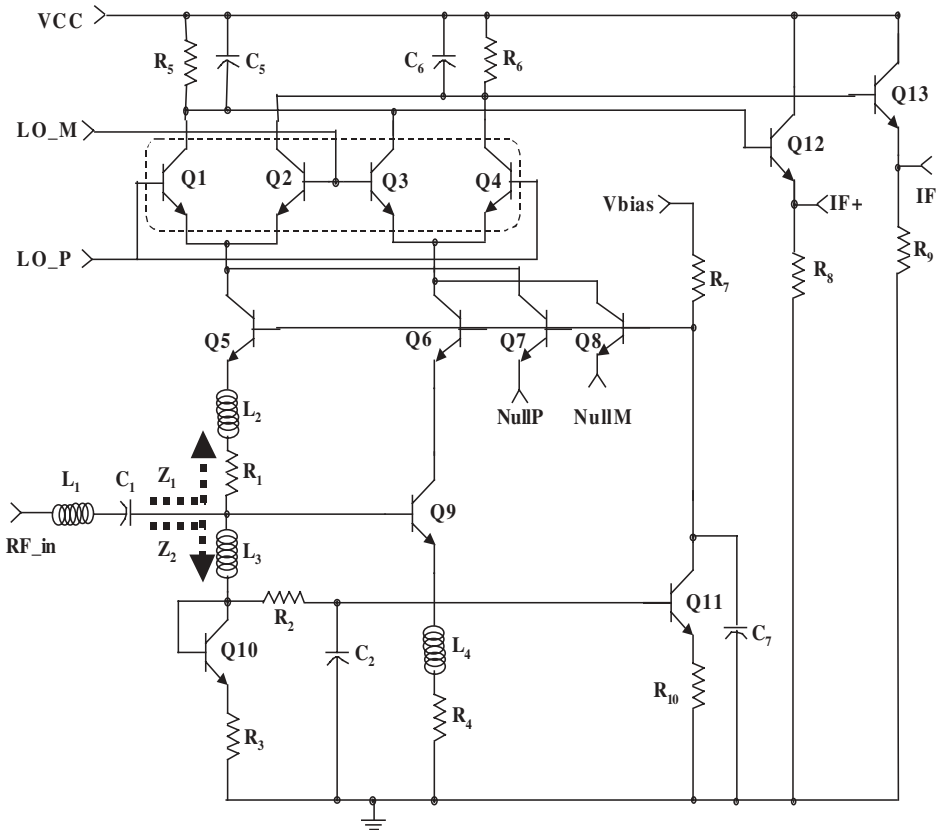 VCC
R5 C5 C6 R6
Q13
LO_M
Q12
Q1 Q2 Q3 Q4
IF
Vbias
IF+
LO_P
R9
R7 R8
Q5 Q6 Q7 Q8
NullP NullM
L2
L1 C1 Z1 R1
Q9
RF_in Z2 L3
R2
Q11
Q10 C2 L4 C7
R10
R3 R4